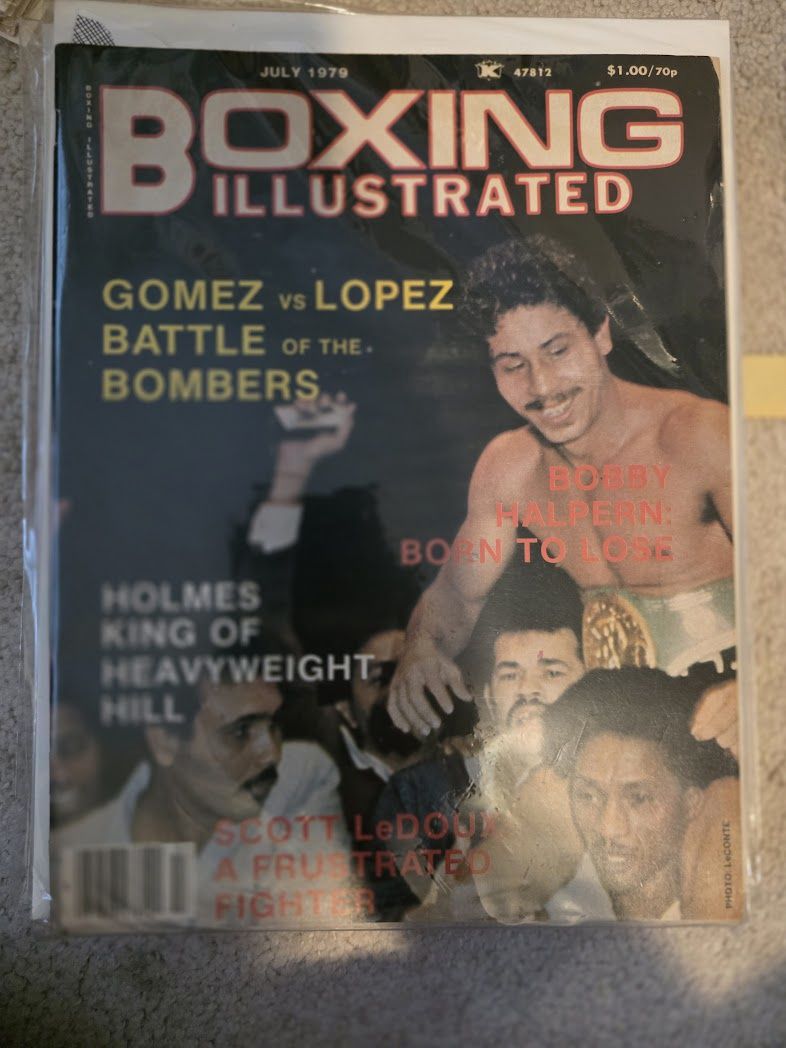 JULY 1979
K 47812
$1.00/70p
BOXING ILLUSTRATED
BOXING
ILLUSTRATED
GOMEZ VS LOPEZ
BATTLE OF THE
BOMBERS
BOBBY
HALPERN:
BORN TO LOSE
HOLMES
KING OF
HEAVYWEIGHT
HILL
SCOTT LeDOUX
A FRUSTRATED
FIGHTER
PHOTO: LeCONTE